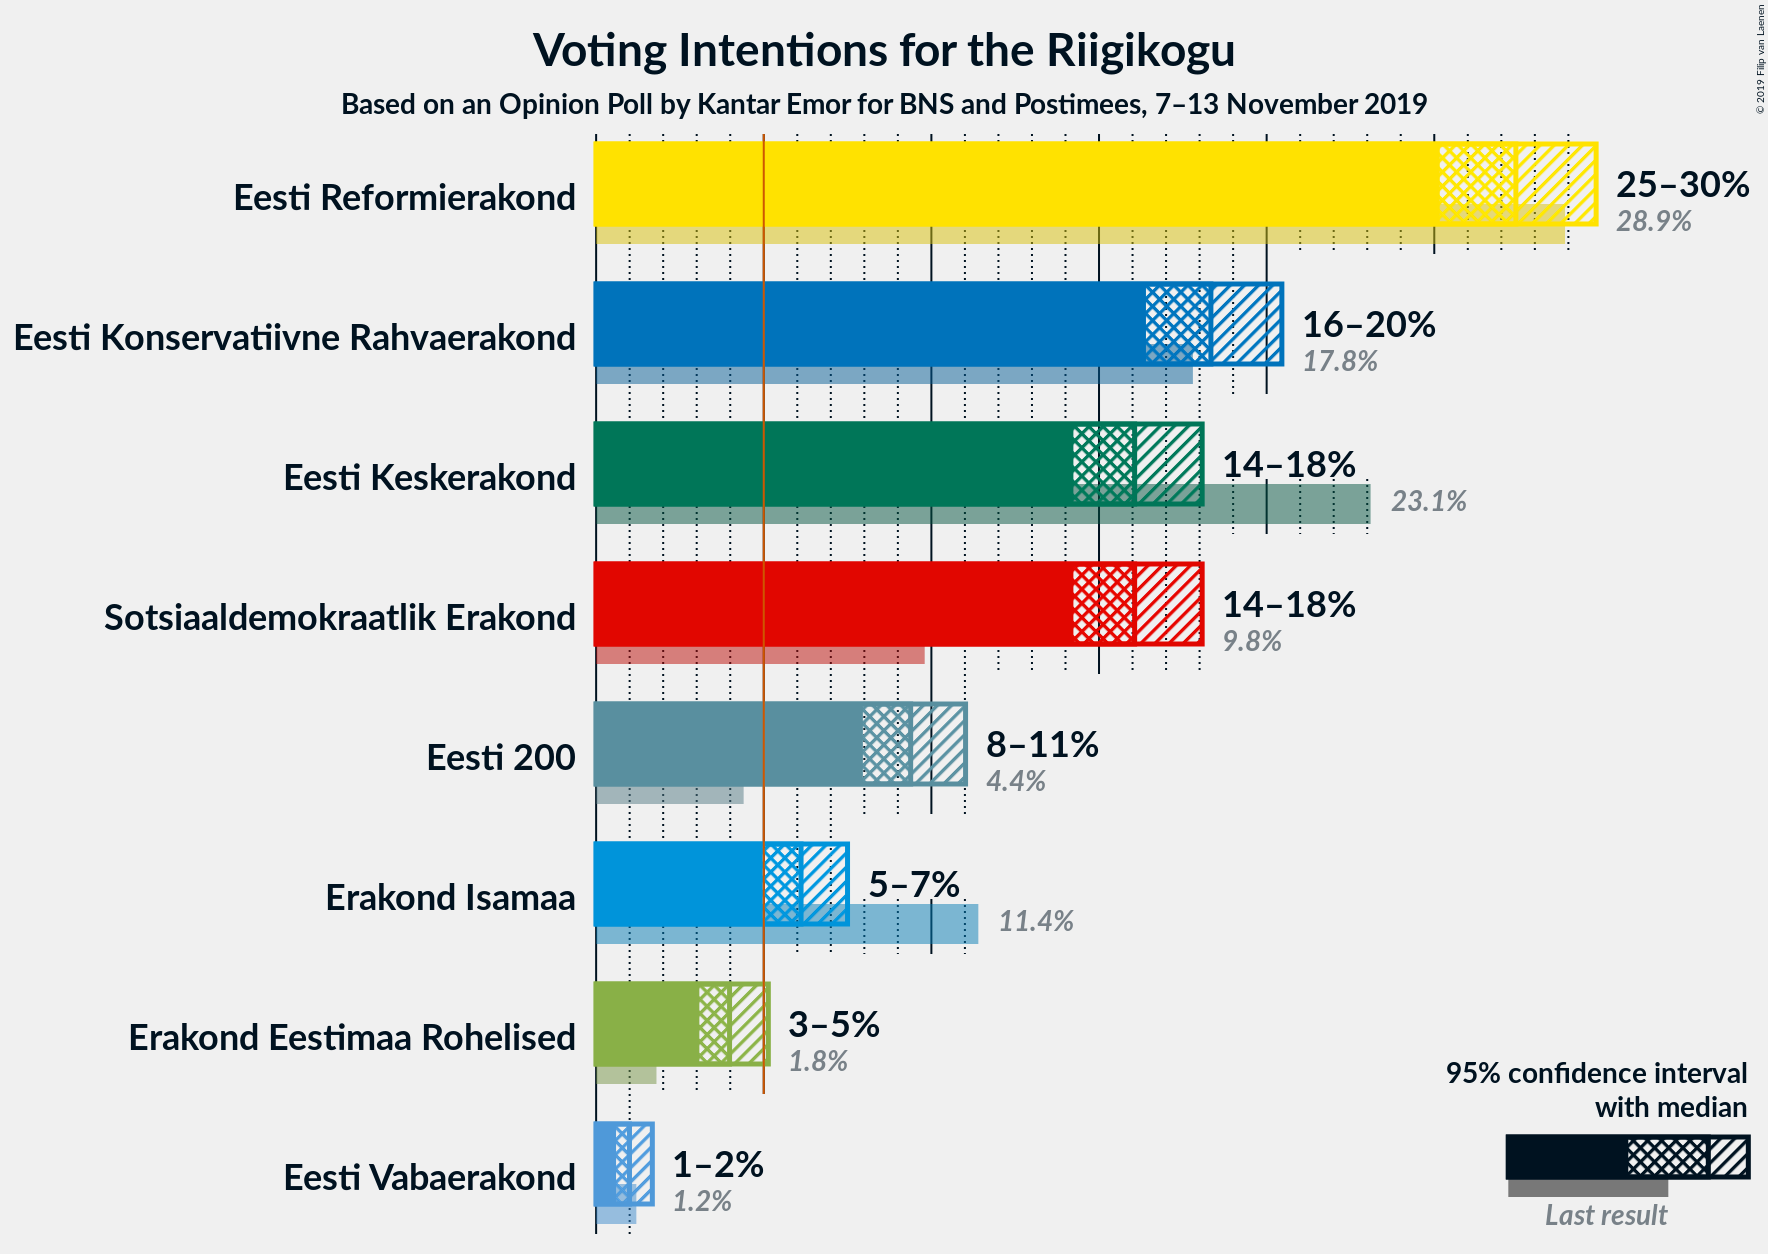 Voting Intentions for the Riigikogu
Based on an Opinion Poll by Kantar Emor for BNS and Postimees, 7–13 November 2019
© 2019 Filip van Laenen
Eesti Reformierakond
25–30%
28.9%
Eesti Konservatiivne Rahvaerakond
16–20%
17.8%
Eesti Keskerakond
14–18%
23.1%
Sotsiaaldemokraatlik Erakond
14–18%
9.8%
Eesti 200
8–11%
4.4%
Erakond Isamaa
5–7%
11.4%
Erakond Eestimaa Rohelised
3–5%
1.8%
Eesti Vabaerakond
1–2%
1.2%
95% confidence interval
with median
Last result